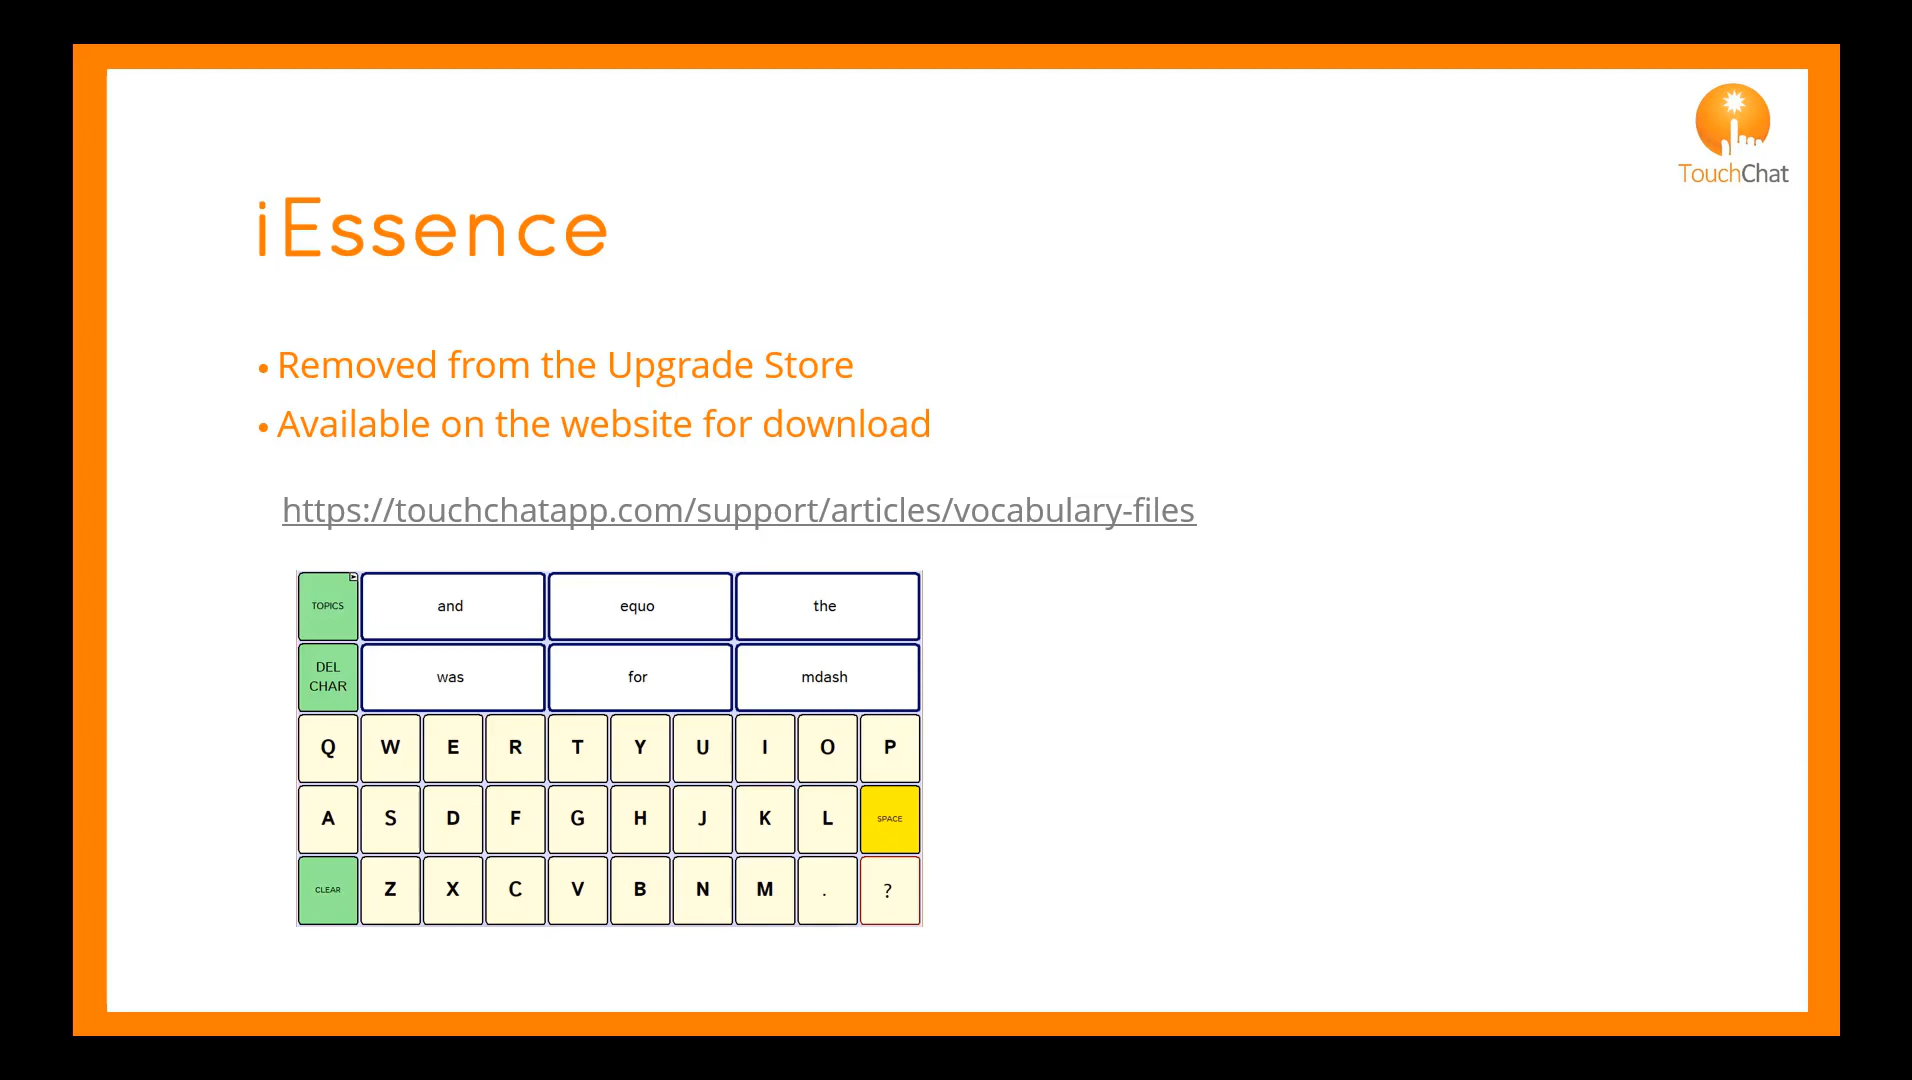 TouchChat
iEssence
• Removed from the Upgrade Store
• Available on the website for download
https://touchchatapp.com/support/articles/vocabulary-files
TOPICS and equo the
DEL CHAR was for mdash
Q W E R T Y U I O P
A S D F G H J K L SPACE
CLEAR Z X C V B N M . ?